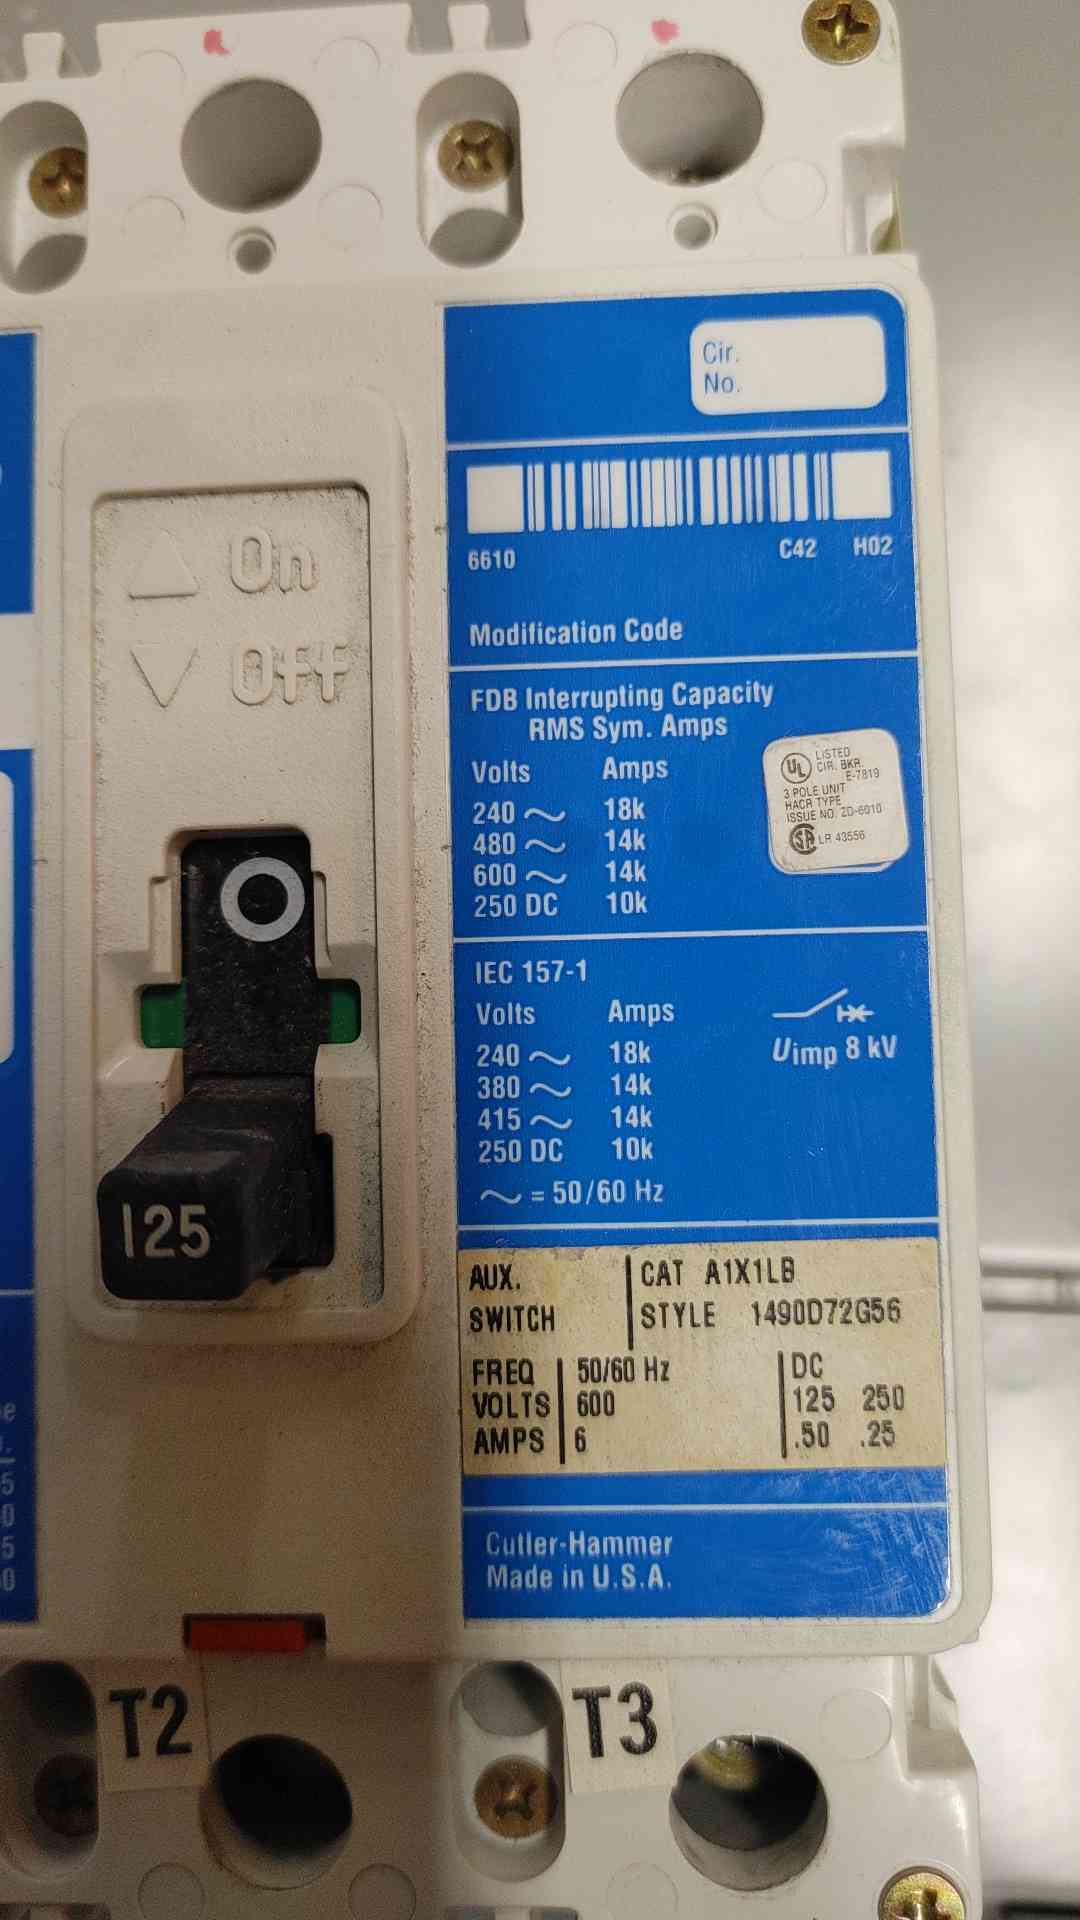 Cir.
No.
6610 C42 H02
Modification Code
On
Off
FDB Interrupting Capacity
RMS Sym. Amps
Volts Amps
240 ~ 18k
480 ~ 14k
600 ~ 14k
250 DC 10k
UL LISTED
CIR. BKR.
E-7819
3 POLE UNIT
HACR TYPE
ISSUE NO. ZD-6010
SA LR 43556
IEC 157-1
Volts Amps
240 ~ 18k
380 ~ 14k
415 ~ 14k
250 DC 10k
~ = 50/60 Hz
Uimp 8 kV
125
AUX. SWITCH
CAT A1X1LB
STYLE 1490D72G56
FREQ 50/60 Hz DC
VOLTS 600 125 250
AMPS 6 .50 .25
Cutler-Hammer
Made in U.S.A.
T2 T3